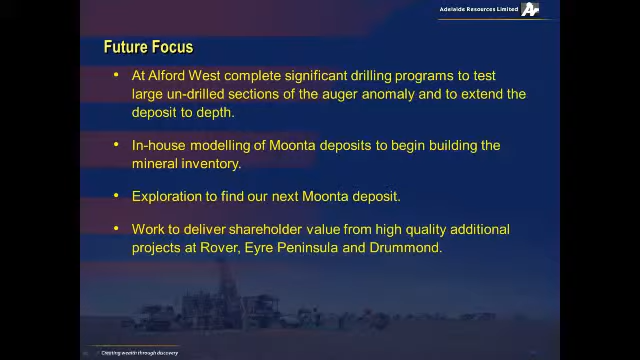 Adelaide Resources Limited
Future Focus
• At Alford West complete significant drilling programs to test
large un-drilled sections of the auger anomaly and to extend the
deposit to depth.
• In-house modelling of Moonta deposits to begin building the
mineral inventory.
• Exploration to find our next Moonta deposit.
• Work to deliver shareholder value from high quality additional
projects at Rover, Eyre Peninsula and Drummond.
Creating wealth through discovery